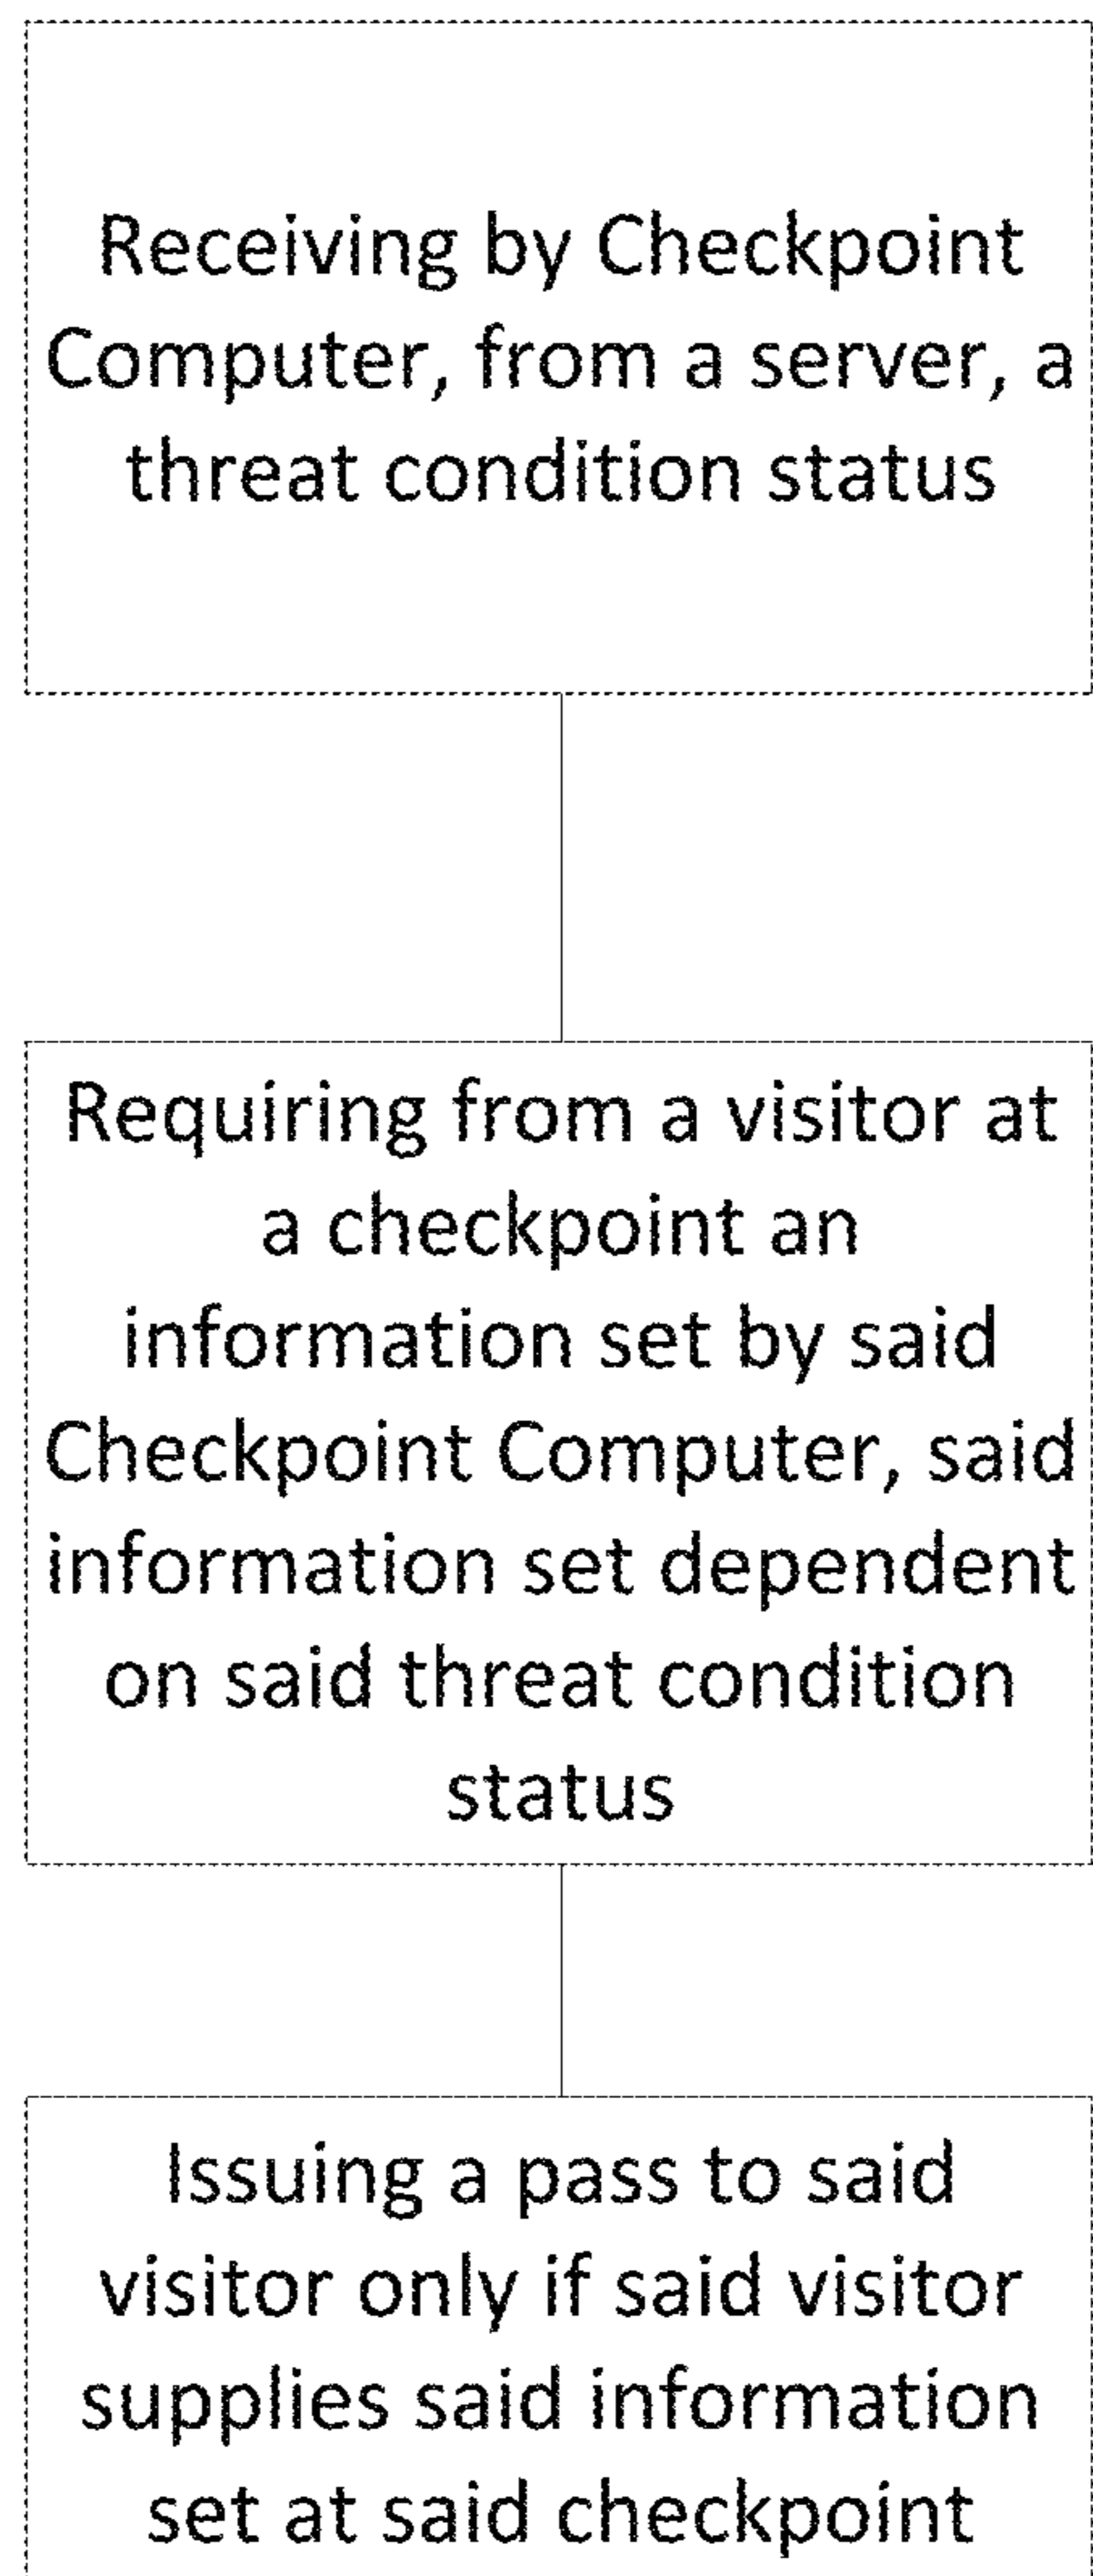 Receiving by Checkpoint
Computer, from a server, a
threat condition status
Requiring from a visitor at
a checkpoint an
information set by said
Checkpoint Computer, said
information set dependent
on said threat condition
status
Issuing a pass to said
visitor only if said visitor
supplies said information
set at said checkpoint